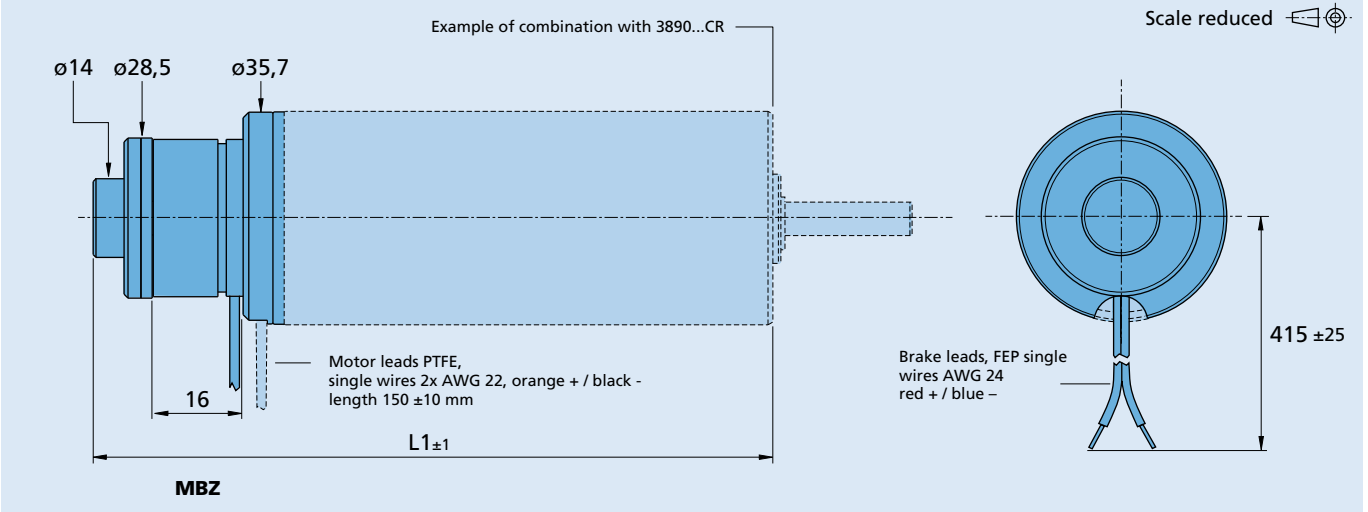 Example of combination with 3890...CR
Scale reduced
ø14
ø28,5
ø35,7
Motor leads PTFE,
single wires 2x AWG 22, orange + / black -
length 150 ±10 mm
Brake leads, FEP single
wires AWG 24
red + / blue –
415 ±25
16
L1±1
MBZ